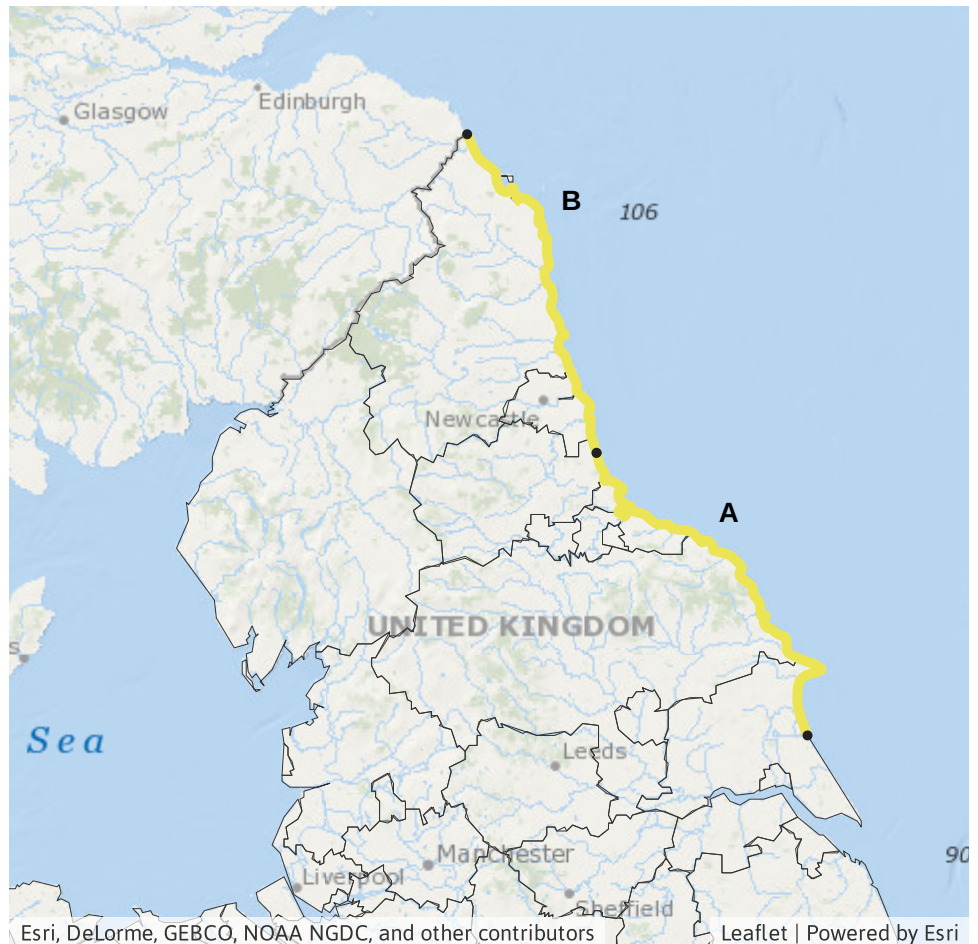 Edinburgh
Glasgow
B
106
Newcastle
A
UNITED KINGDOM
s
Sea
Leeds
Manchester
90
Liverpool
Sheffield
Esri, DeLorme, GEBCO, NOAA NGDC, and other contributors
Leaflet | Powered by Esri